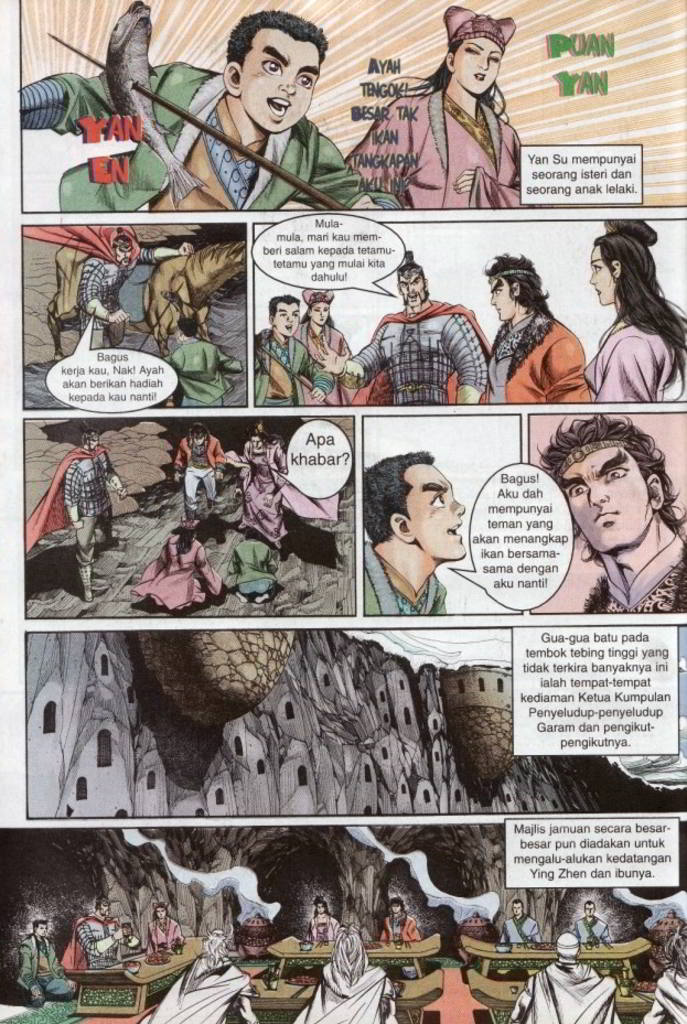 YAN
EN
AYAH
TENGOK!
BESAR TAK
IKAN
TANGKAPAN
AKU INI
PUAN
YAN
Yan Su mempunyai
seorang isteri dan
seorang anak lelaki.
Bagus
kerja kau, Nak! Ayah
akan berikan hadiah
kepada kau nanti!
Mula-
mula, mari kau mem-
beri salam kepada tetamu-
tetamu yang mulai kita
dahulu!
Apa
khabar?
Bagus!
Aku dah
mempunyai
teman yang
akan menangkap
ikan bersama-
sama dengan
aku nanti!
Gua-gua batu pada
tembok tebing tinggi yang
tidak terkira banyaknya ini
ialah tempat-tempat
kediaman Ketua Kumpulan
Penyeludup-penyeludup
Garam dan pengikut-
pengikutnya.
Majlis jamuan secara besar-
besar pun diadakan untuk
mengalu-alukan kedatangan
Ying Zhen dan ibunya.